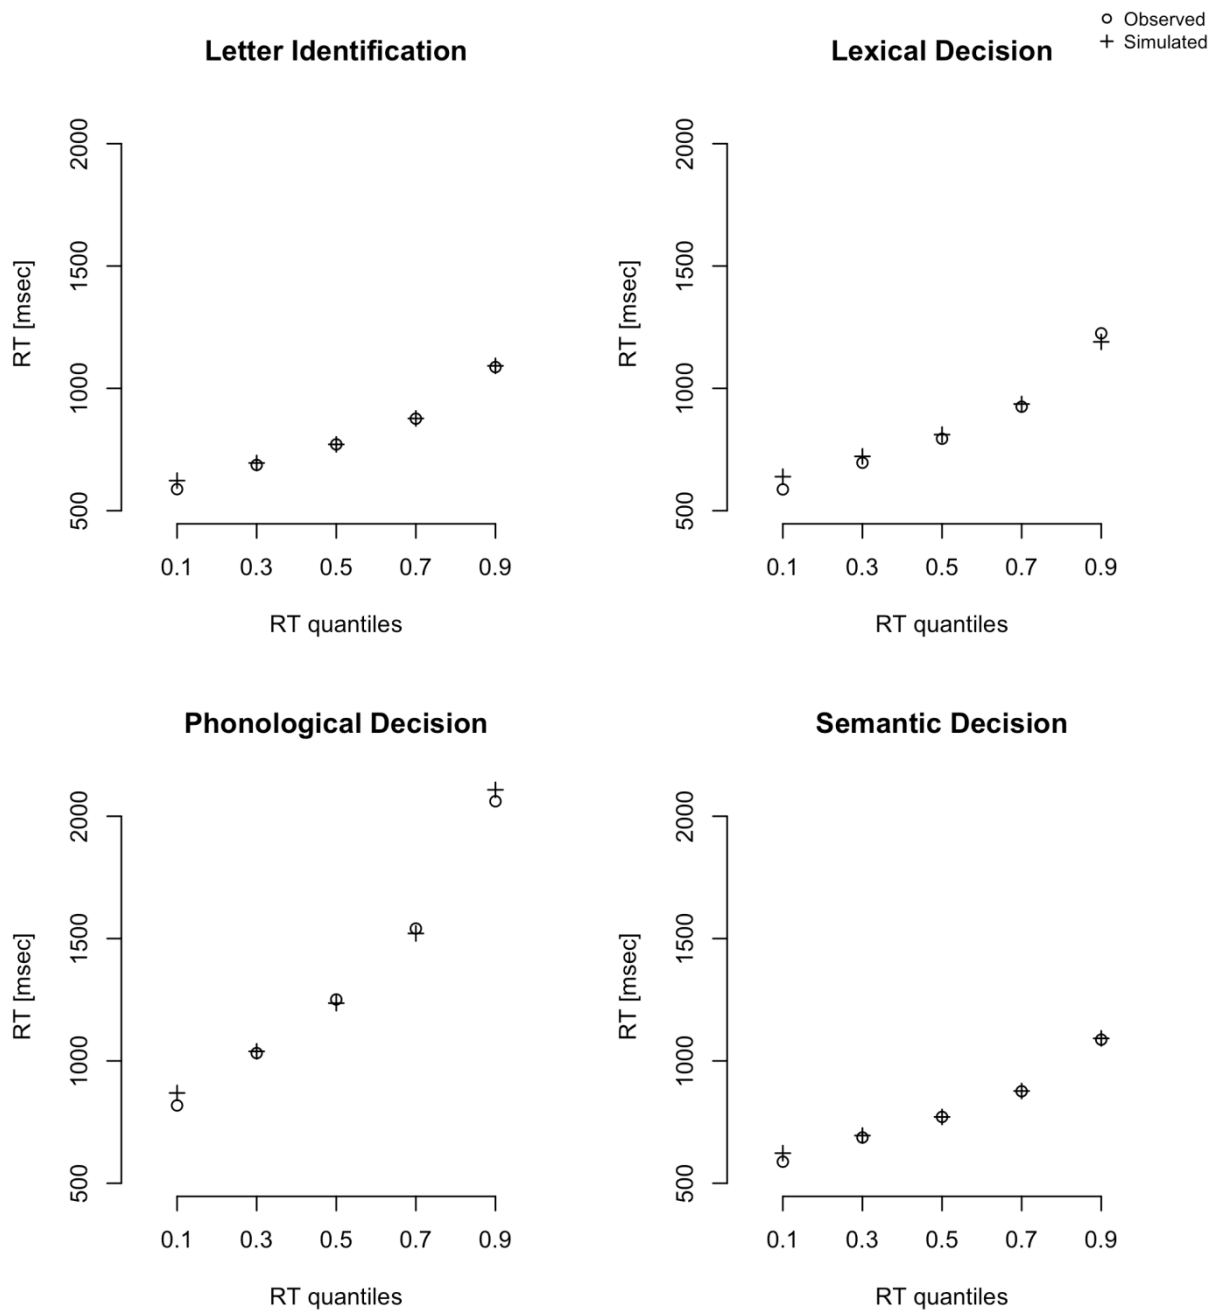 Observed
Simulated
Letter Identification
2000
1500
1000
500
RT [msec]
0.1 0.3 0.5 0.7 0.9
RT quantiles
Lexical Decision
2000
1500
1000
500
RT [msec]
0.1 0.3 0.5 0.7 0.9
RT quantiles
Phonological Decision
2000
1500
1000
500
RT [msec]
0.1 0.3 0.5 0.7 0.9
RT quantiles
Semantic Decision
2000
1500
1000
500
RT [msec]
0.1 0.3 0.5 0.7 0.9
RT quantiles